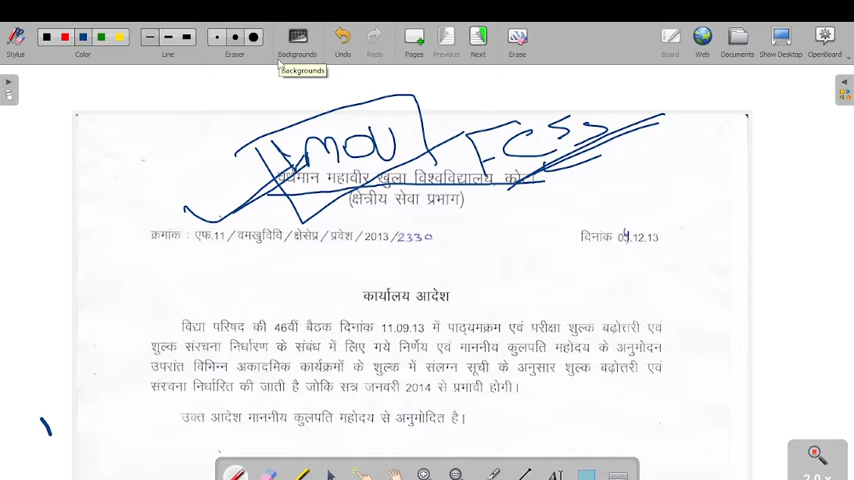 Stylus Color Line Eraser Backgrounds Undo Redo Pages Previous Next Erase Board Web Documents Show Desktop OpenBoard
Backgrounds
FCSS
वर्धमान महावीर खुला विश्वविद्यालय कोटा
(क्षेत्रीय सेवा प्रभाग)
क्रमांक : एफ.11/वमखुविवि/क्षेसेप्र/प्रवेश/2013/2330 दिनांक 04.12.13
कार्यालय आदेश
विद्या परिषद की 46वीं बैठक दिनांक 11.09.13 में पाठ्यमक्रम एवं परीक्षा शुल्क बढ़ोत्तरी एवं
शुल्क संरचना निर्धारण के संबंध में लिए गये निर्णय एवं माननीय कुलपति महोदय के अनुमोदन
उपरांत विभिन्न अकादमिक कार्यक्रमों के शुल्क में संलग्न सूची के अनुसार शुल्क बढ़ोत्तरी एवं
संरचना निर्धारित की जाती है जोकि सत्र जनवरी 2014 से प्रभावी होगी।
उक्त आदेश माननीय कुलपति महोदय से अनुमोदित है।